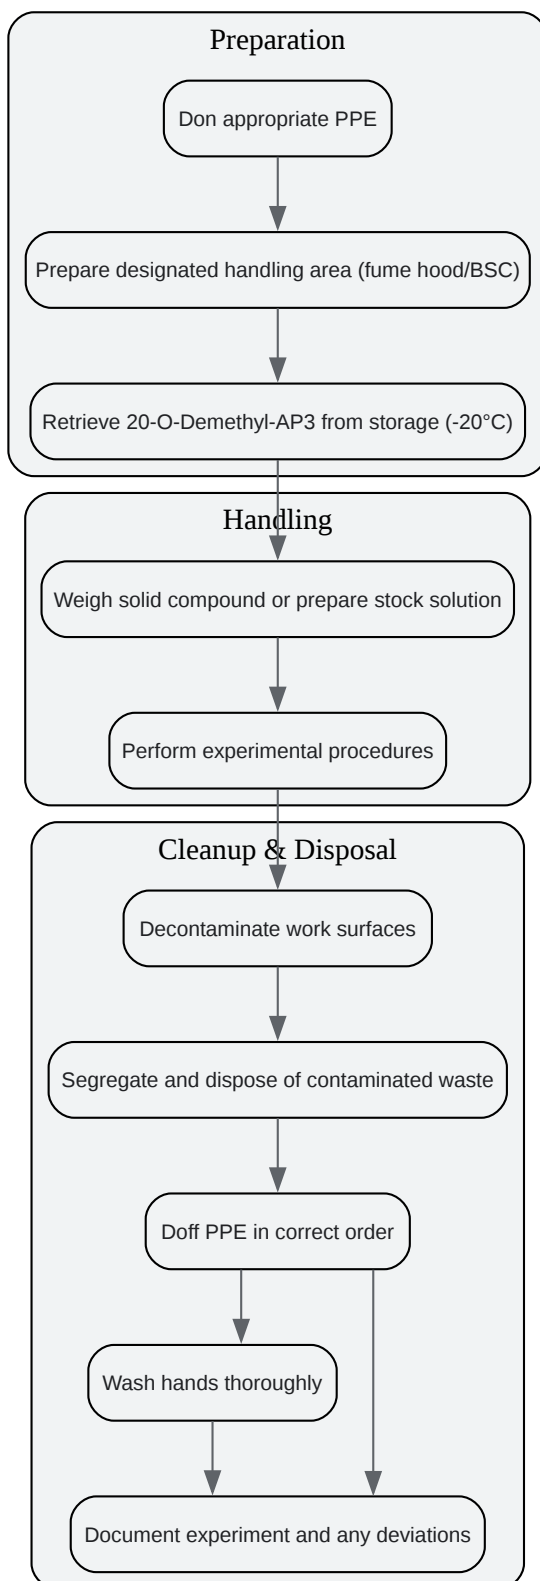 Preparation
Don appropriate PPE
Prepare designated handling area (fume hood/BSC)
Retrieve 20-O-Demethyl-AP3 from storage (-20°C)
Handling
Weigh solid compound or prepare stock solution
Perform experimental procedures
Cleanup & Disposal
Decontaminate work surfaces
Segregate and dispose of contaminated waste
Doff PPE in correct order
Wash hands thoroughly
Document experiment and any deviations